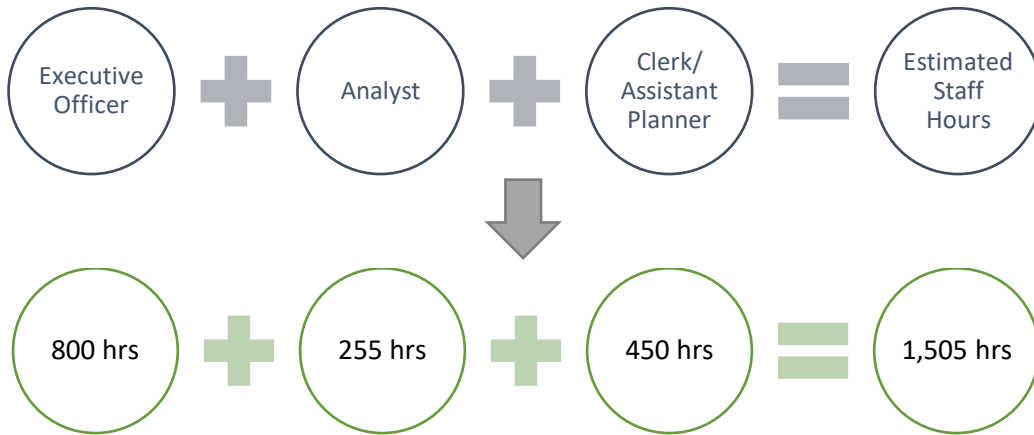 Executive
Officer
Analyst
Clerk/
Assistant
Planner
Estimated
Staff
Hours
800 hrs
255 hrs
450 hrs
1,505 hrs